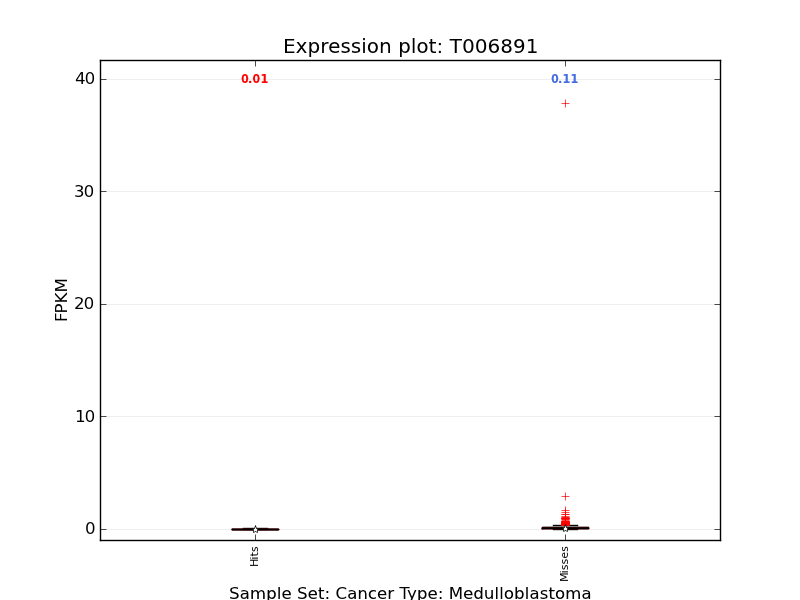 Expression plot: T006891
40
0.01
0.11
30
FPKM
20
10
0
Hits
Misses
Sample Set: Cancer Type: Medulloblastoma